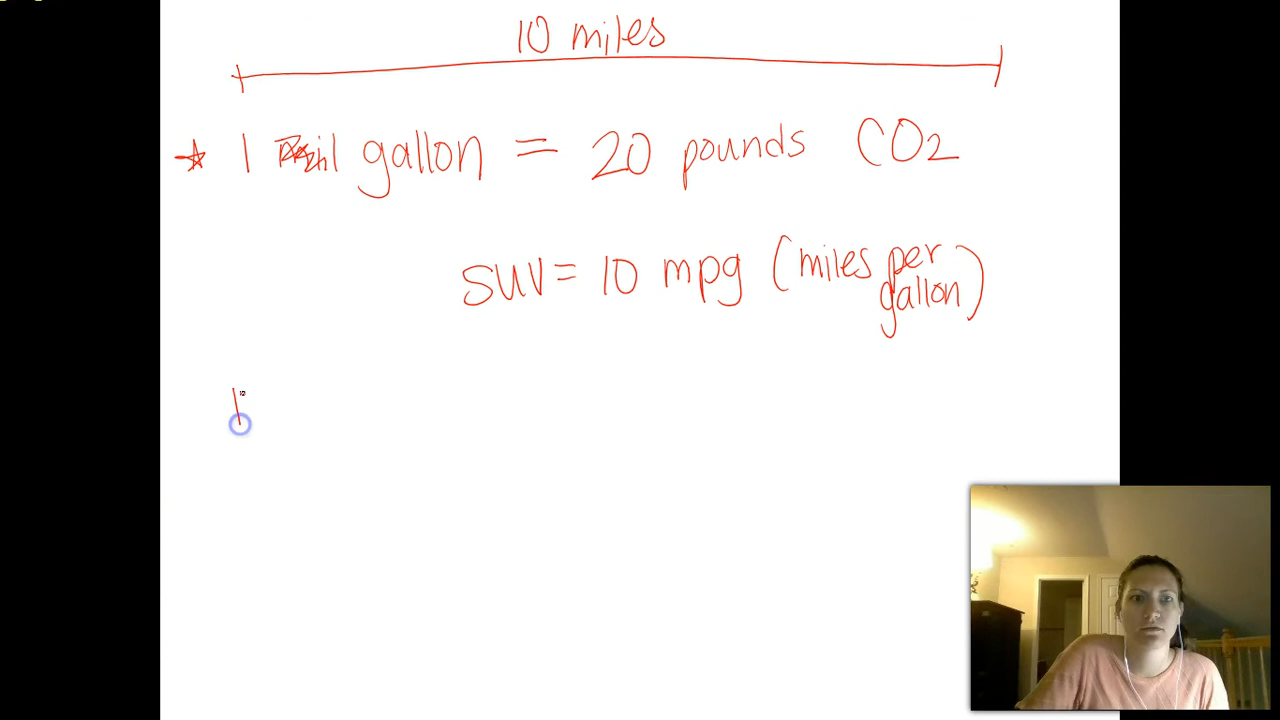 10 miles
1 gallon = 20 pounds CO2
SUV = 10 mpg (miles per
gallon)